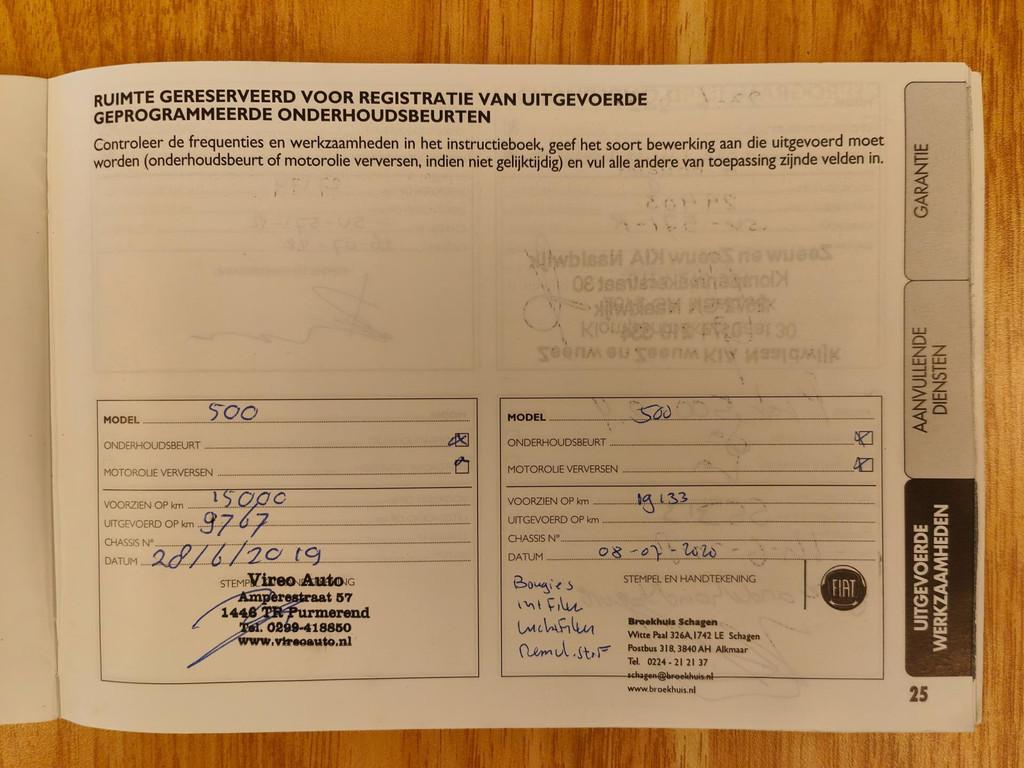 RUIMTE GERESERVEERD VOOR REGISTRATIE VAN UITGEVOERDE
GEPROGRAMMEERDE ONDERHOUDSBEURTEN
Controleer de frequenties en werkzaamheden in het instructieboek, geef het soort bewerking aan die uitgevoerd moet
worden (onderhoudsbeurt of motorolie verversen, indien niet gelijktijdig) en vul alle andere van toepassing zijnde velden in.
MODEL 500
ONDERHOUDSBEURT
MOTOROLIE VERVERSEN
VOORZIEN OP km 15000
UITGEVOERD OP km 9767
CHASSIS N°
DATUM 28/6/2019
Vireo Auto
Amperestraat 57
1446 TR Purmerend
Tel. 0299-418850
www.vireoauto.nl
MODEL 500
ONDERHOUDSBEURT
MOTOROLIE VERVERSEN
VOORZIEN OP km 19133
UITGEVOERD OP km
CHASSIS N°
DATUM 08-07-2020
STEMPEL EN HANDTEKENING
Bougies
FIAT
Broekhuis Schagen
Witte Paal 326A,1742 LE Schagen
Postbus 318, 3840 AH Alkmaar
Tel. 0224 - 21 21 37
schagen@broekhuis.nl
www.broekhuis.nl
GARANTIE
AANVULLENDE
DIENSTEN
UITGEVOERDE
WERKZAAMHEDEN
25